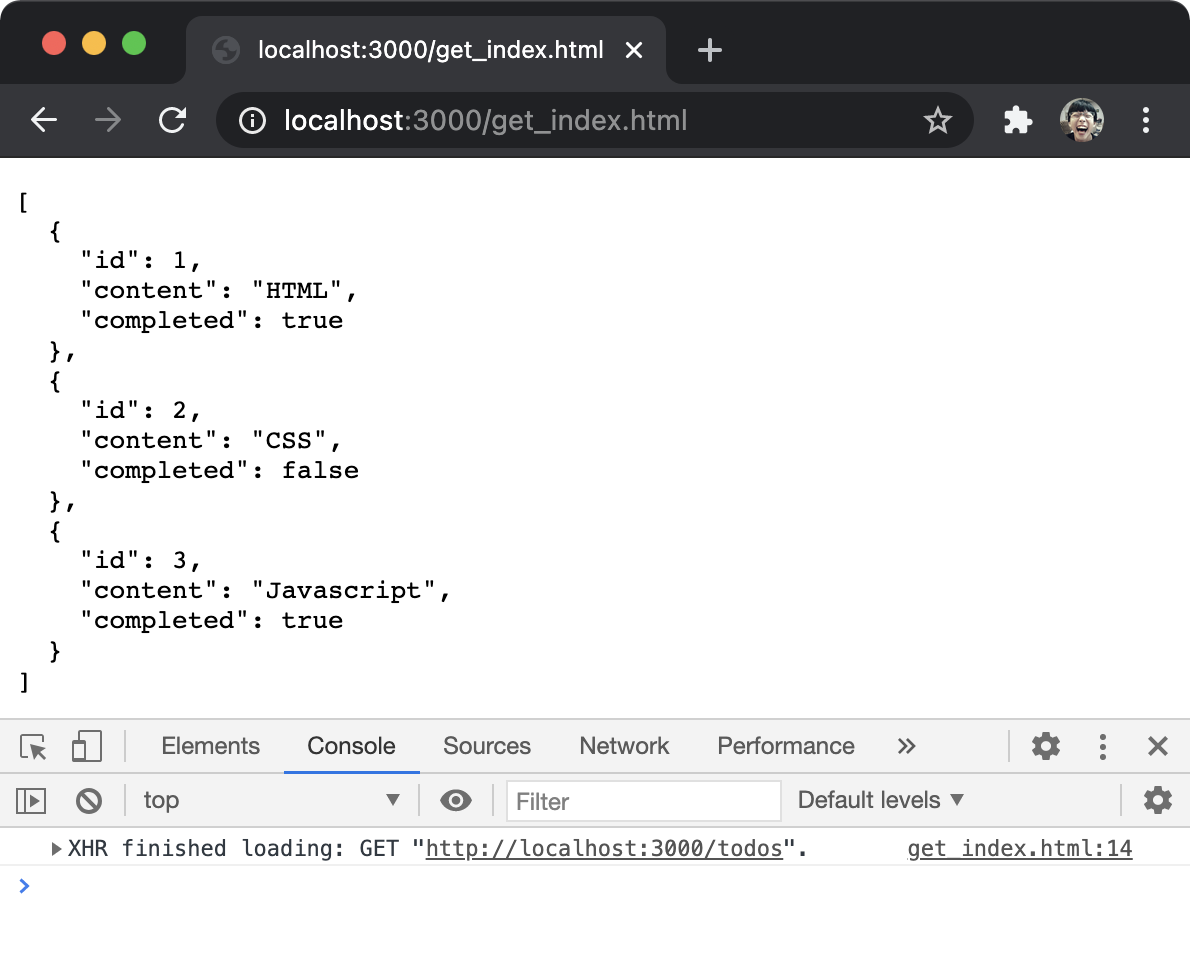 localhost:3000/get_index.html
localhost:3000/get_index.html
[
  {
    "id": 1,
    "content": "HTML",
    "completed": true
  },
  {
    "id": 2,
    "content": "CSS",
    "completed": false
  },
  {
    "id": 3,
    "content": "Javascript",
    "completed": true
  }
]
Elements Console Sources Network Performance »
top Filter Default levels
XHR finished loading: GET "http://localhost:3000/todos". get_index.html:14